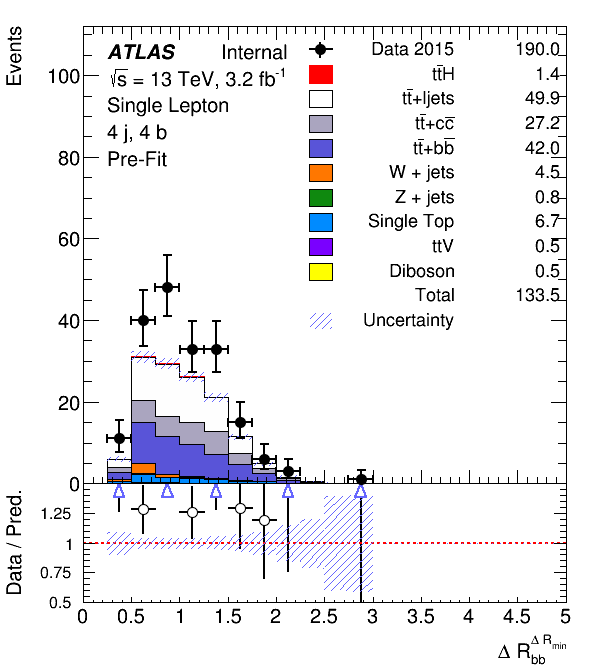 Events
ATLAS Internal
√s = 13 TeV, 3.2 fb⁻¹
Single Lepton
4 j, 4 b
Pre-Fit
Data 2015 190.0
tt̄H 1.4
tt̄+ljets 49.9
tt̄+cc̄ 27.2
tt̄+bb̄ 42.0
W + jets 4.5
Z + jets 0.8
Single Top 6.7
ttV 0.5
Diboson 0.5
Total 133.5
Uncertainty
100
80
60
40
20
0
Data / Pred.
1.25
1
0.75
0.5
0 0.5 1 1.5 2 2.5 3 3.5 4 4.5 5
Δ R_bb^Δ R_min